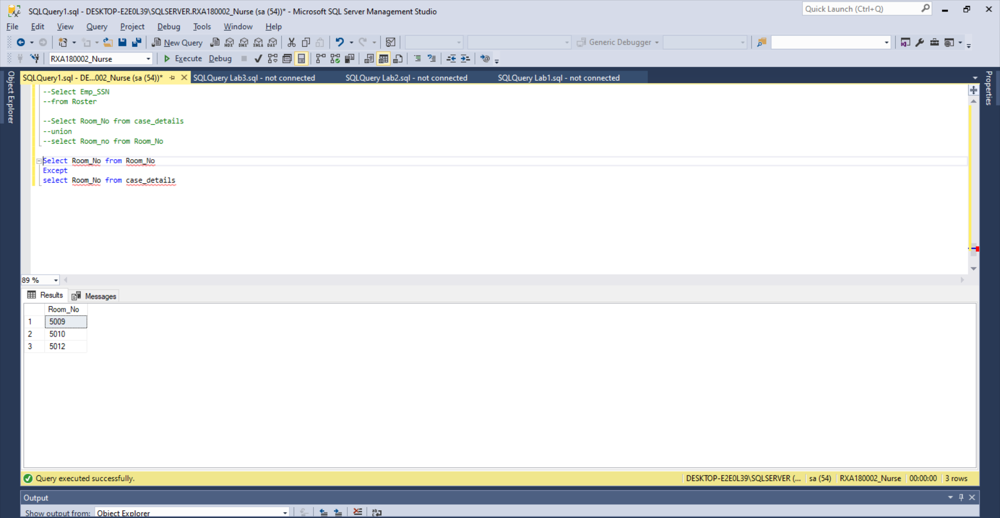 SQLQuery1.sql - DESKTOP-E2E0L39\SQLSERVER.RXA180002_Nurse (sa (54))* - Microsoft SQL Server Management Studio
Quick Launch (Ctrl+Q)
File Edit View Query Project Debug Tools Window Help
New Query MDX DMX XMLA DAX Generic Debugger
RXA180002_Nurse Execute Debug
Object Explorer
SQLQuery1.sql - DE...002_Nurse (sa (54))* SQLQuery Lab3.sql - not connected SQLQuery Lab2.sql - not connected SQLQuery Lab1.sql - not connected
Properties
--Select Emp_SSN
--from Roster
--Select Room_No from case_details
--union
--select Room_no from Room_No
Select Room_No from Room_No
Except
select Room_No from case_details
89 %
Results Messages
Room_No
1 5009
2 5010
3 5012
Query executed successfully. DESKTOP-E2E0L39\SQLSERVER (... sa (54) RXA180002_Nurse 00:00:00 3 rows
Output
Show output from: Object Explorer